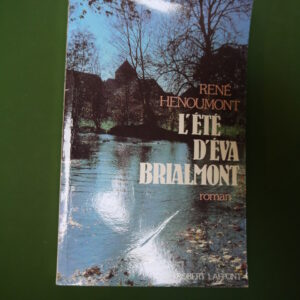 RENÉ
HENOUMONT
L'ÉTÉ
D'ÉVA
BRIALMONT
roman
ROBERT LAFFONT